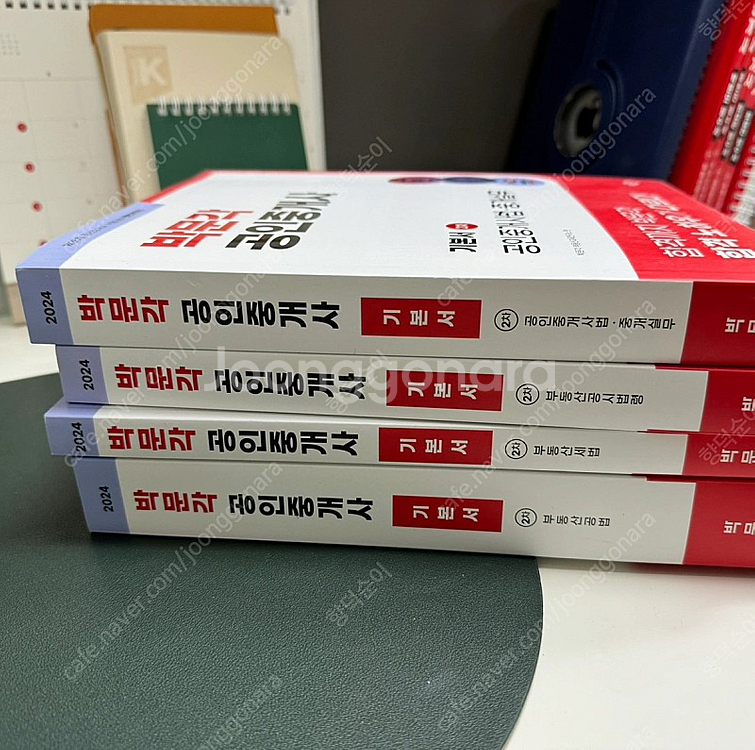 박문각
공인중개사
기본서
2024 박문각 공인중개사 기본서 2차 공인중개사법·중개실무
2024 박문각 공인중개사 기본서 2차 부동산공시법령
2024 박문각 공인중개사 기본서 2차 부동산세법
2024 박문각 공인중개사 기본서 2차 부동산공법
K
Joonggonara
cafe.naver.com/joonggonara
향덕순이